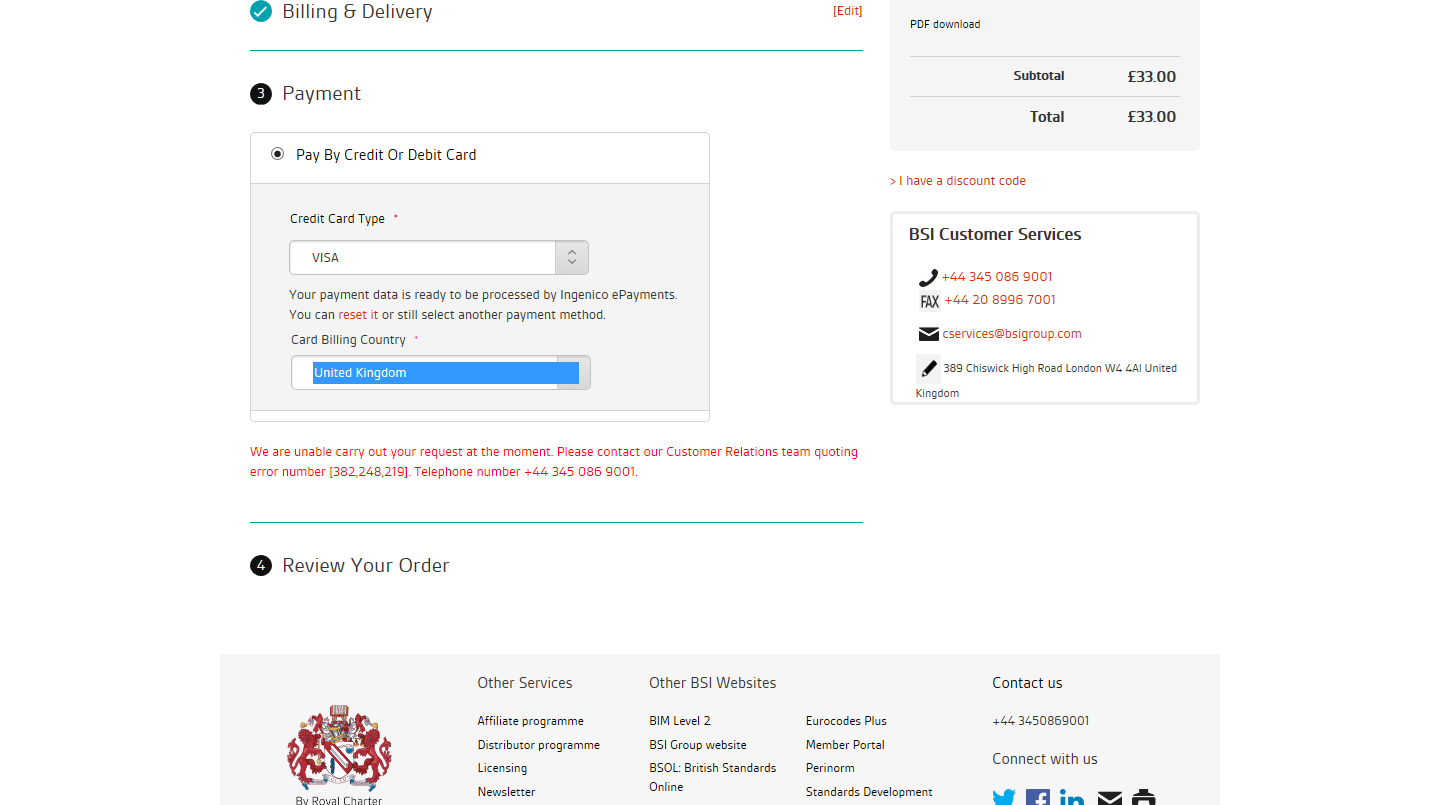 Billing & Delivery
[Edit]
3 Payment
Pay By Credit Or Debit Card
Credit Card Type *
VISA
Your payment data is ready to be processed by Ingenico ePayments.
You can reset it or still select another payment method.
Card Billing Country *
United Kingdom
We are unable carry out your request at the moment. Please contact our Customer Relations team quoting
error number [382,248,219]. Telephone number +44 345 086 9001.
4 Review Your Order
PDF download
Subtotal £33.00
Total £33.00
> I have a discount code
BSI Customer Services
+44 345 086 9001
FAX +44 20 8996 7001
cservices@bsigroup.com
389 Chiswick High Road London W4 4Al United
Kingdom
By Royal Charter
Other Services
Affiliate programme
Distributor programme
Licensing
Newsletter
Other BSI Websites
BIM Level 2
BSI Group website
BSOL: British Standards
Online
Eurocodes Plus
Member Portal
Perinorm
Standards Development
Contact us
+44 3450869001
Connect with us